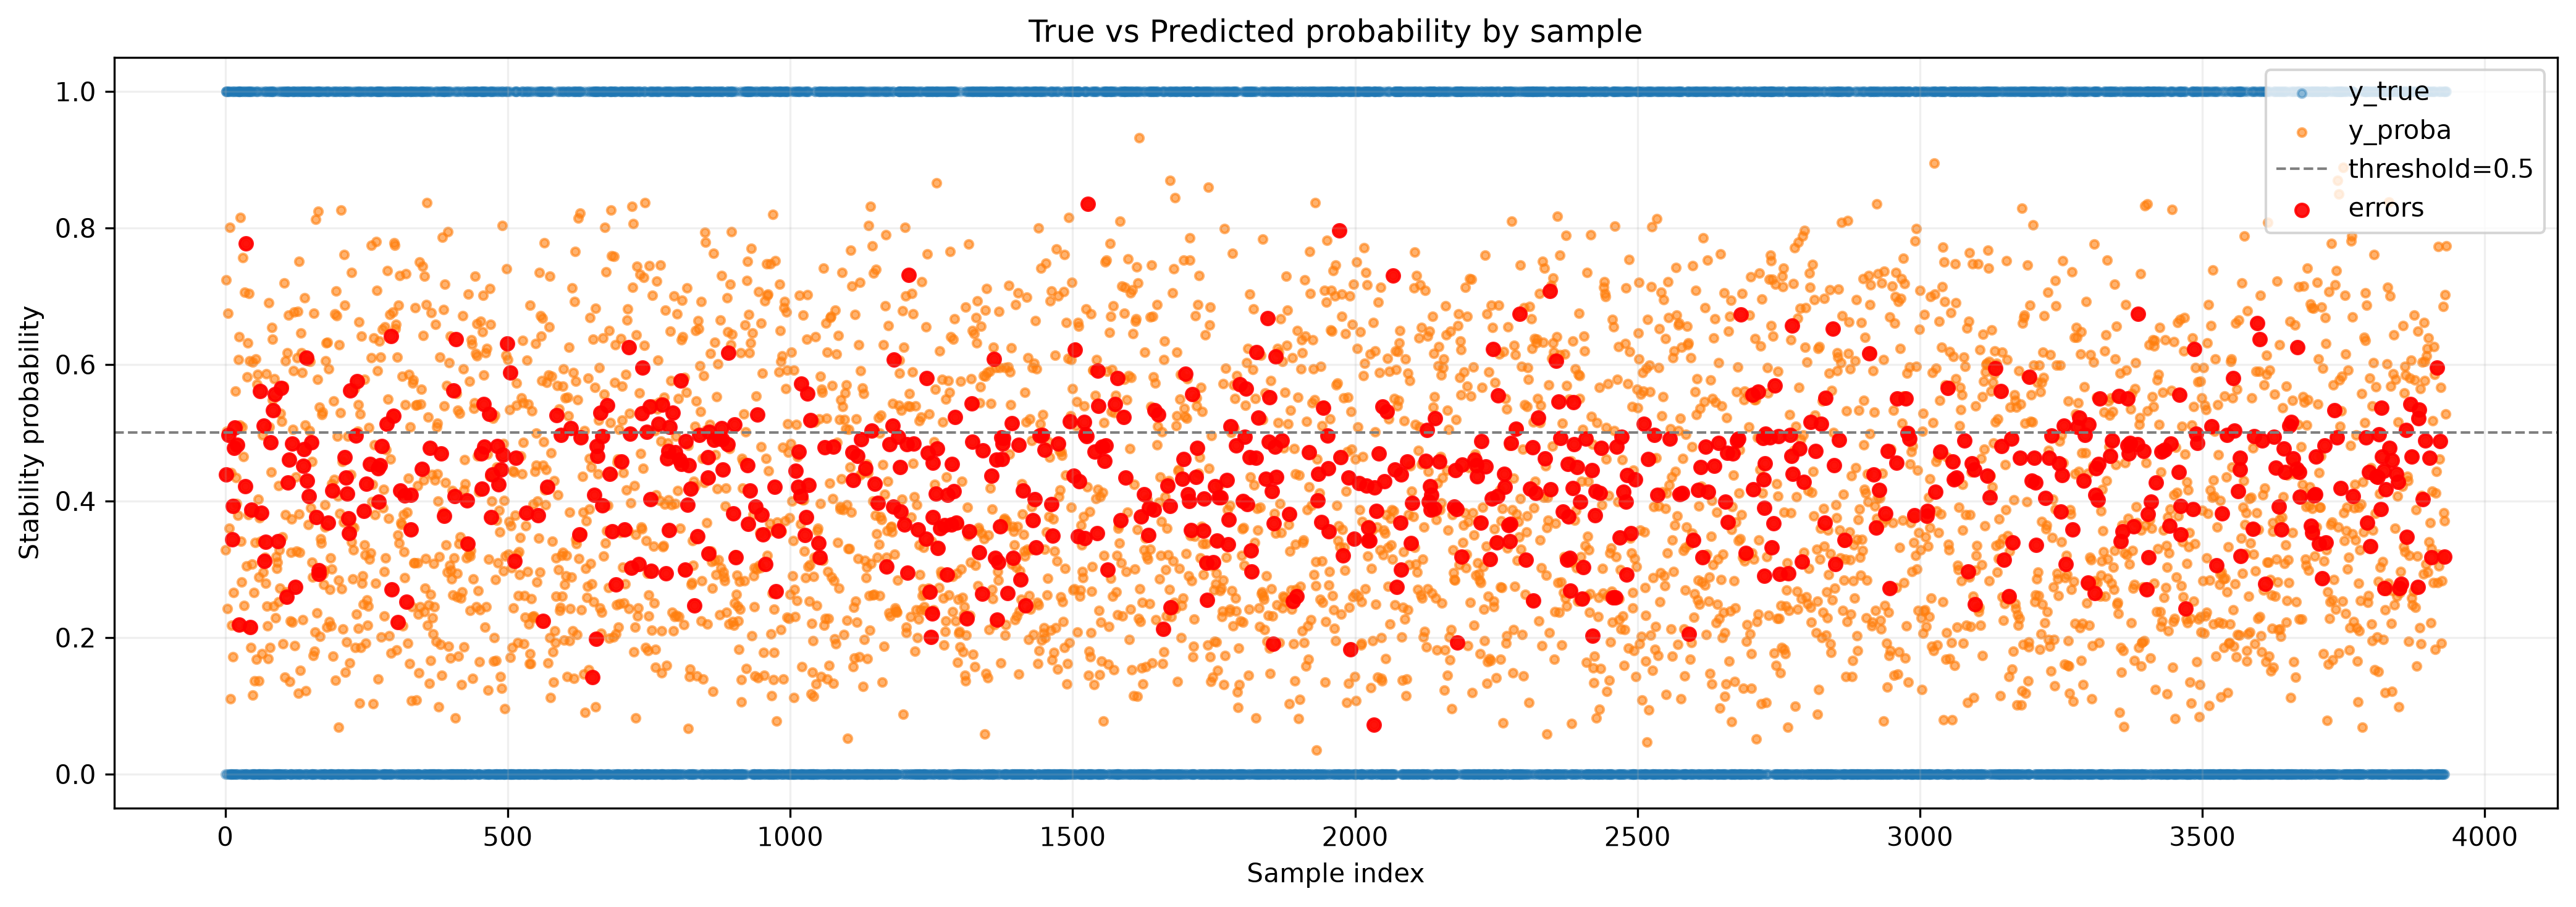 True vs Predicted probability by sample
1.0
0.8
0.6
0.4
0.2
0.0
Stability probability
y_true
y_proba
threshold=0.5
errors
0 500 1000 1500 2000 2500 3000 3500 4000
Sample index